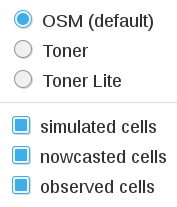 OSM (default)
Toner
Toner Lite
simulated cells
nowcasted cells
observed cells